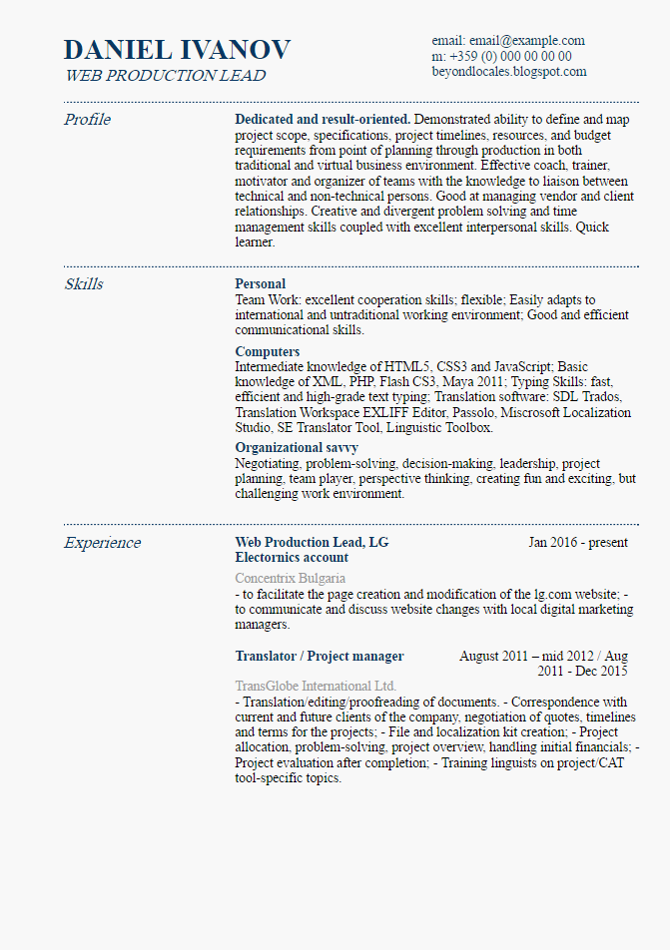 DANIEL IVANOV
WEB PRODUCTION LEAD
email: email@example.com
m: +359 (0) 000 00 00 00
beyondlocales.blogspot.com
Profile
Dedicated and result-oriented. Demonstrated ability to define and map
project scope, specifications, project timelines, resources, and budget
requirements from point of planning through production in both
traditional and virtual business environment. Effective coach, trainer,
motivator and organizer of teams with the knowledge to liaison between
technical and non-technical persons. Good at managing vendor and client
relationships. Creative and divergent problem solving and time
management skills coupled with excellent interpersonal skills. Quick
learner.
Skills
Personal
Team Work: excellent cooperation skills; flexible; Easily adapts to
international and untraditional working environment; Good and efficient
communicational skills.
Computers
Intermediate knowledge of HTML5, CSS3 and JavaScript; Basic
knowledge of XML, PHP, Flash CS3, Maya 2011; Typing Skills: fast,
efficient and high-grade text typing; Translation software: SDL Trados,
Translation Workspace EXLIFF Editor, Passolo, Miscrosoft Localization
Studio, SE Translator Tool, Linguistic Toolbox.
Organizational savvy
Negotiating, problem-solving, decision-making, leadership, project
planning, team player, perspective thinking, creating fun and exciting, but
challenging work environment.
Experience
Web Production Lead, LG Jan 2016 - present
Electornics account
Concentrix Bulgaria
- to facilitate the page creation and modification of the lg.com website; -
to communicate and discuss website changes with local digital marketing
managers.
Translator / Project manager August 2011 – mid 2012 / Aug
2011 - Dec 2015
TransGlobe International Ltd.
- Translation/editing/proofreading of documents. - Correspondence with
current and future clients of the company, negotiation of quotes, timelines
and terms for the projects; - File and localization kit creation; - Project
allocation, problem-solving, project overview, handling initial financials; -
Project evaluation after completion; - Training linguists on project/CAT
tool-specific topics.